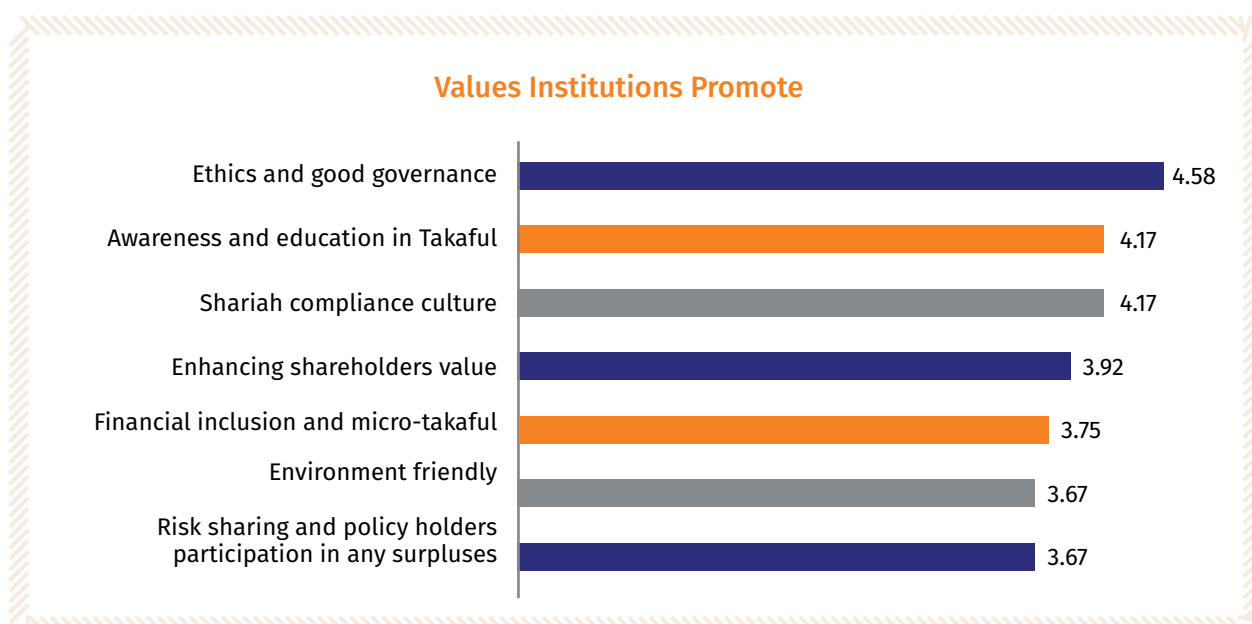 Values Institutions Promote
Ethics and good governance 4.58
Awareness and education in Takaful 4.17
Shariah compliance culture 4.17
Enhancing shareholders value 3.92
Financial inclusion and micro-takaful 3.75
Environment friendly 3.67
Risk sharing and policy holders
participation in any surpluses 3.67